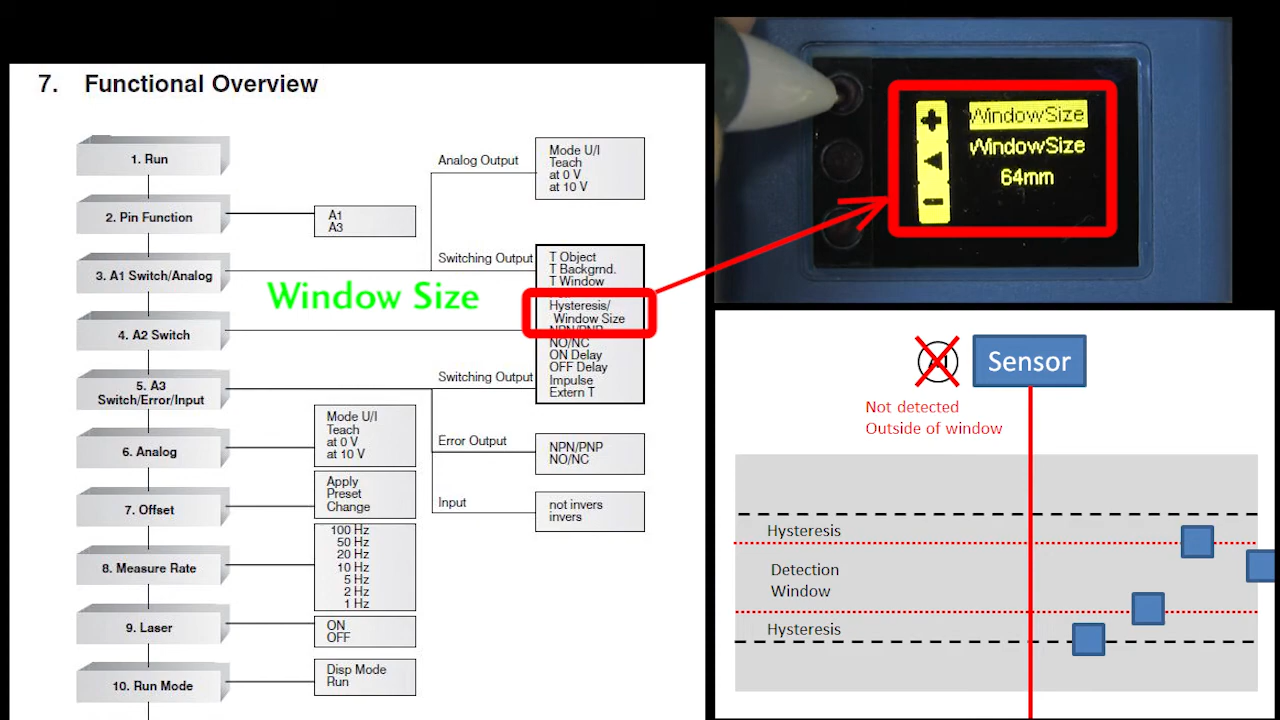 7. Functional Overview
1. Run
2. Pin Function
3. A1 Switch/Analog
4. A2 Switch
5. A3
Switch/Error/Input
6. Analog
7. Offset
8. Measure Rate
9. Laser
10. Run Mode
A1
A3
Mode U/I
Teach
at 0 V
at 10 V
Apply
Preset
Change
100 Hz
50 Hz
20 Hz
10 Hz
5 Hz
2 Hz
1 Hz
ON
OFF
Disp Mode
Run
Analog Output
Mode U/I
Teach
at 0 V
at 10 V
Switching Output
T Object
T Backgrnd.
T Window
Hysteresis/
Window Size
NPN/PNP
NO/NC
ON Delay
OFF Delay
Impulse
Extern T
Switching Output
Error Output
NPN/PNP
NO/NC
Input
not invers
invers
Window Size
WindowSize
WindowSize
64mm
Sensor
Not detected
Outside of window
Hysteresis
Detection
Window
Hysteresis